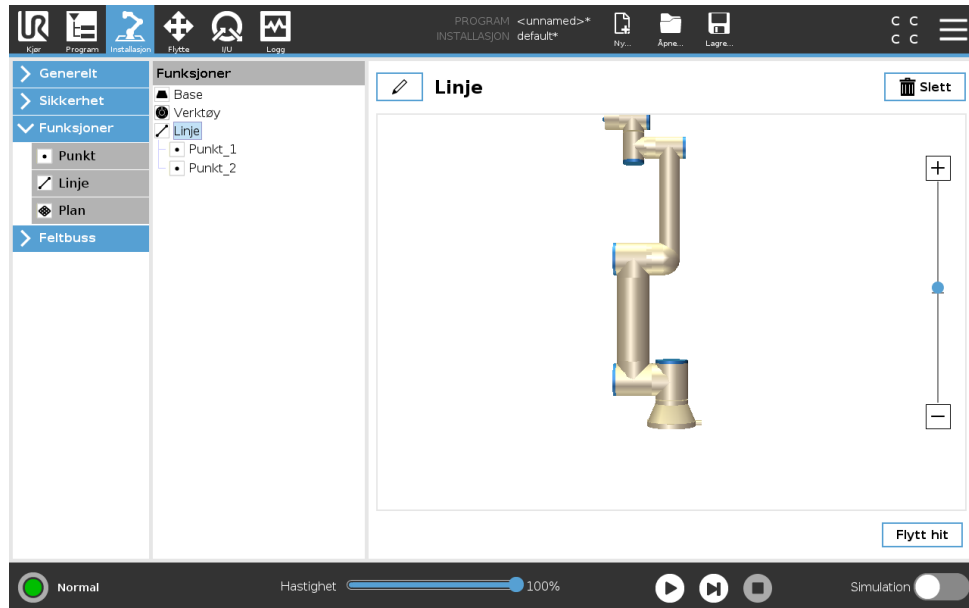 UR
PROGRAM <unnamed>*
INSTALLASJON default*
Kjør Program Installasjon Flytte I/U Logg
Ny... Åpne... Lagre...
C C
C C
Generelt
Sikkerhet
Funksjoner
Punkt
Linje
Plan
Feltbuss
Funksjoner
Base
Verktøy
Linje
Punkt_1
Punkt_2
Linje
Slett
Flytt hit
Normal
Hastighet 100%
Simulation